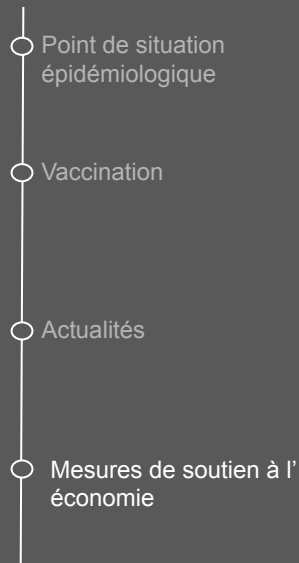 Point de situation
épidémiologique
Vaccination
Actualités
Mesures de soutien à l’
économie